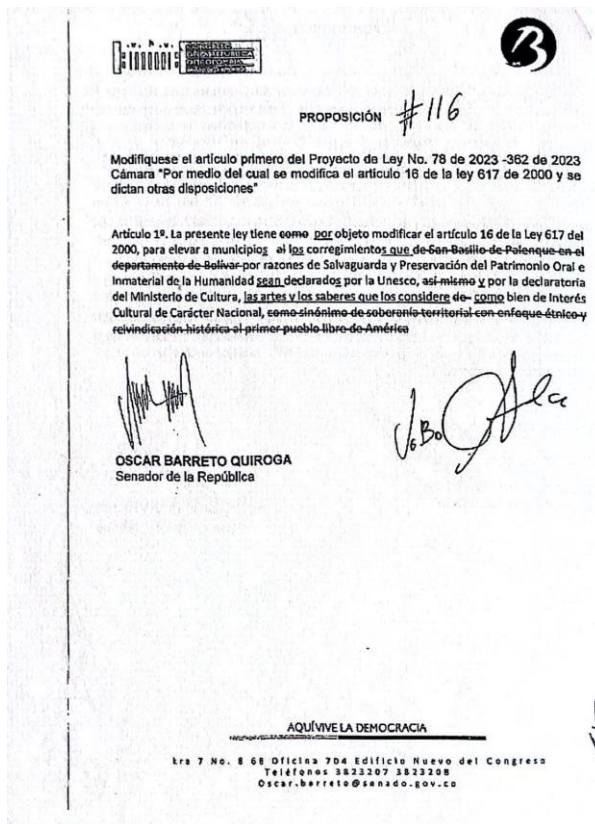 CONGRESO
DE LA REPÚBLICA
DE COLOMBIA
PROPOSICIÓN #116
Modifíquese el artículo primero del Proyecto de Ley No. 78 de 2023 -362 de 2023
Cámara "Por medio del cual se modifica el artículo 16 de la ley 617 de 2000 y se
dictan otras disposiciones"
Artículo 1º. La presente ley tiene como por objeto modificar el artículo 16 de la Ley 617 del
2000, para elevar a municipios al los corregimientos que de San Basilio de Palenque en el
departamento de Bolívar por razones de Salvaguarda y Preservación del Patrimonio Oral e
Inmaterial de la Humanidad sean declarados por la Unesco, así mismo y por la declaratoria
del Ministerio de Cultura, las artes y los saberes que los considere de como bien de Interés
Cultural de Carácter Nacional, como sinónimo de soberanía territorial con enfoque étnico y
reivindicación histórica al primer pueblo libre de América
VoBo
OSCAR BARRETO QUIROGA
Senador de la República
AQUÍ VIVE LA DEMOCRACIA
kra 7 No. 8 68 Oficina 704 Edificio Nuevo del Congreso
Teléfonos 3823207 3823208
Oscar.barreto@senado.gov.co